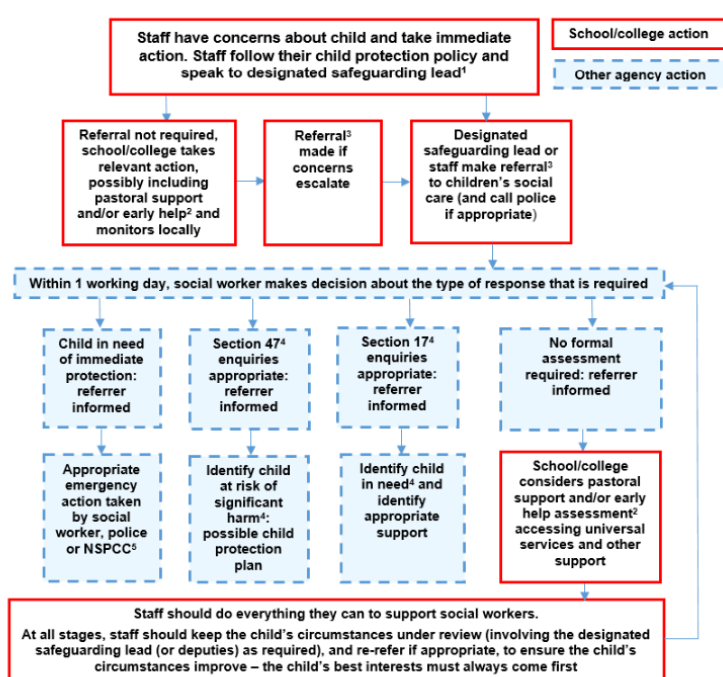 Staff have concerns about child and take immediate
action. Staff follow their child protection policy and
speak to designated safeguarding lead¹
School/college action
Other agency action
Referral not required,
school/college takes
relevant action,
possibly including
pastoral support
and/or early help² and
monitors locally
Referral³
made if
concerns
escalate
Designated
safeguarding lead or
staff make referral³
to children's social
care (and call police
if appropriate)
Within 1 working day, social worker makes decision about the type of response that is required
Child in need
of immediate
protection:
referrer
informed
Section 47⁴
enquiries
appropriate:
referrer
informed
Section 17⁴
enquiries
appropriate:
referrer
informed
No formal
assessment
required: referrer
informed
Appropriate
emergency
action taken
by social
worker, police
or NSPCC⁵
Identify child
at risk of
significant
harm⁴:
possible child
protection
plan
Identify child
in need⁴ and
identify
appropriate
support
School/college
considers pastoral
support and/or early
help assessment²
accessing universal
services and other
support
Staff should do everything they can to support social workers.
At all stages, staff should keep the child's circumstances under review (involving the designated
safeguarding lead (or deputies) as required), and re-refer if appropriate, to ensure the child's
circumstances improve – the child's best interests must always come first